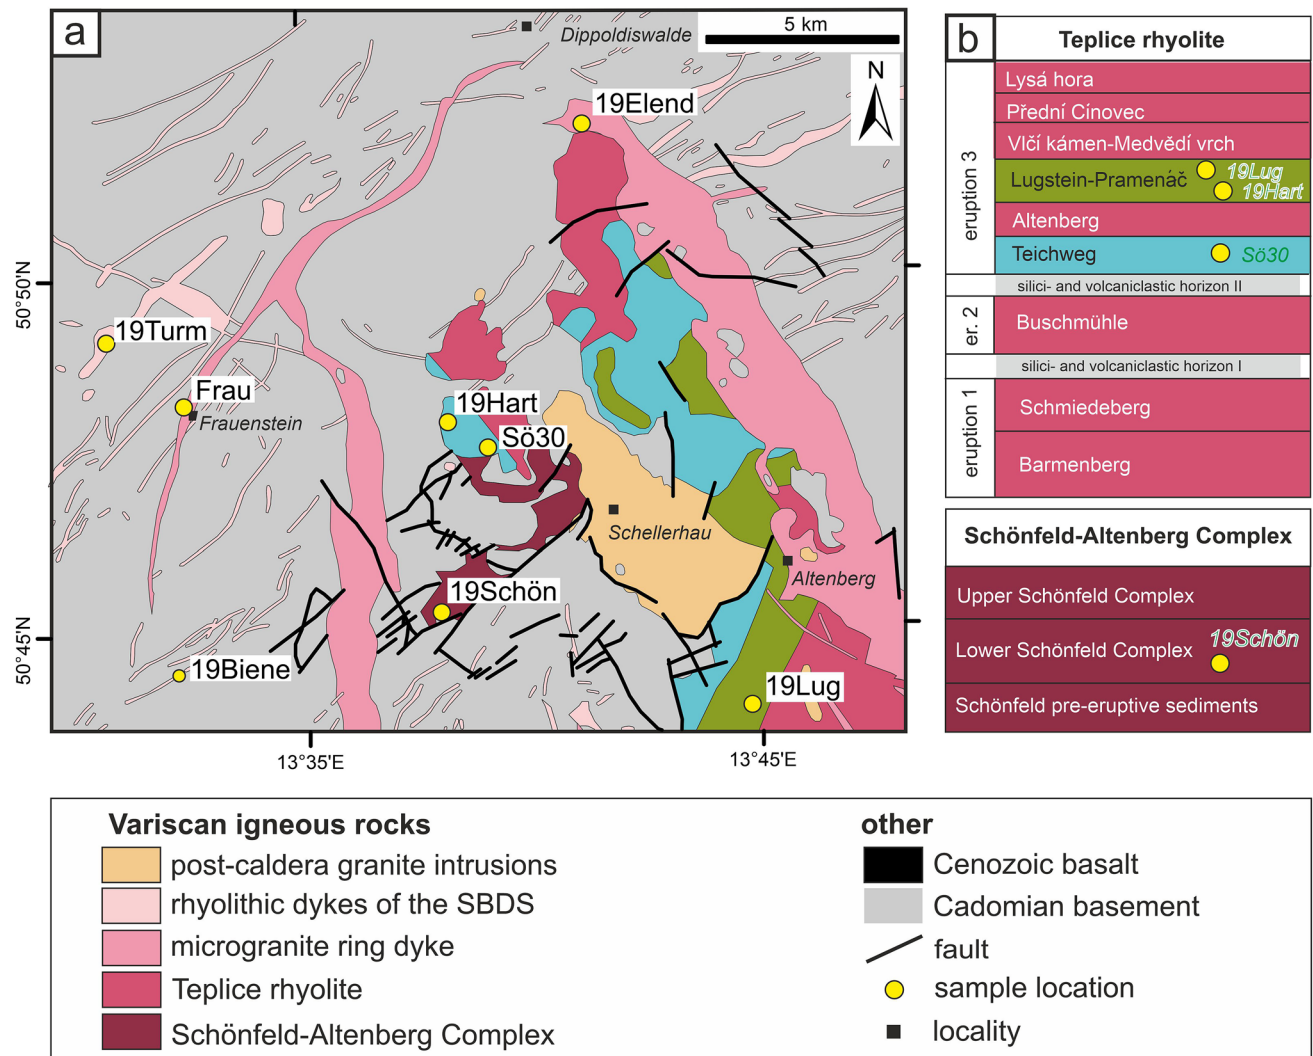 a
Dippoldiswalde
5 km
N
19Elend
50°50'N
19Turm
Frau
Frauenstein
19Hart
Sö30
Schellerhau
Altenberg
19Schön
50°45'N
19Biene
19Lug
13°35'E
13°45'E
b
Teplice rhyolite
eruption 3
Lysá hora
Přední Cínovec
Vlčí kámen-Medvědí vrch
Lugstein-Pramenáč
19Lug
19Hart
Altenberg
Teichweg
Sö30
silici- and volcaniclastic horizon II
er. 2
Buschmühle
silici- and volcaniclastic horizon I
eruption 1
Schmiedeberg
Barmenberg
Schönfeld-Altenberg Complex
Upper Schönfeld Complex
Lower Schönfeld Complex
19Schön
Schönfeld pre-eruptive sediments
Variscan igneous rocks
post-caldera granite intrusions
rhyolithic dykes of the SBDS
microgranite ring dyke
Teplice rhyolite
Schönfeld-Altenberg Complex
other
Cenozoic basalt
Cadomian basement
fault
sample location
locality